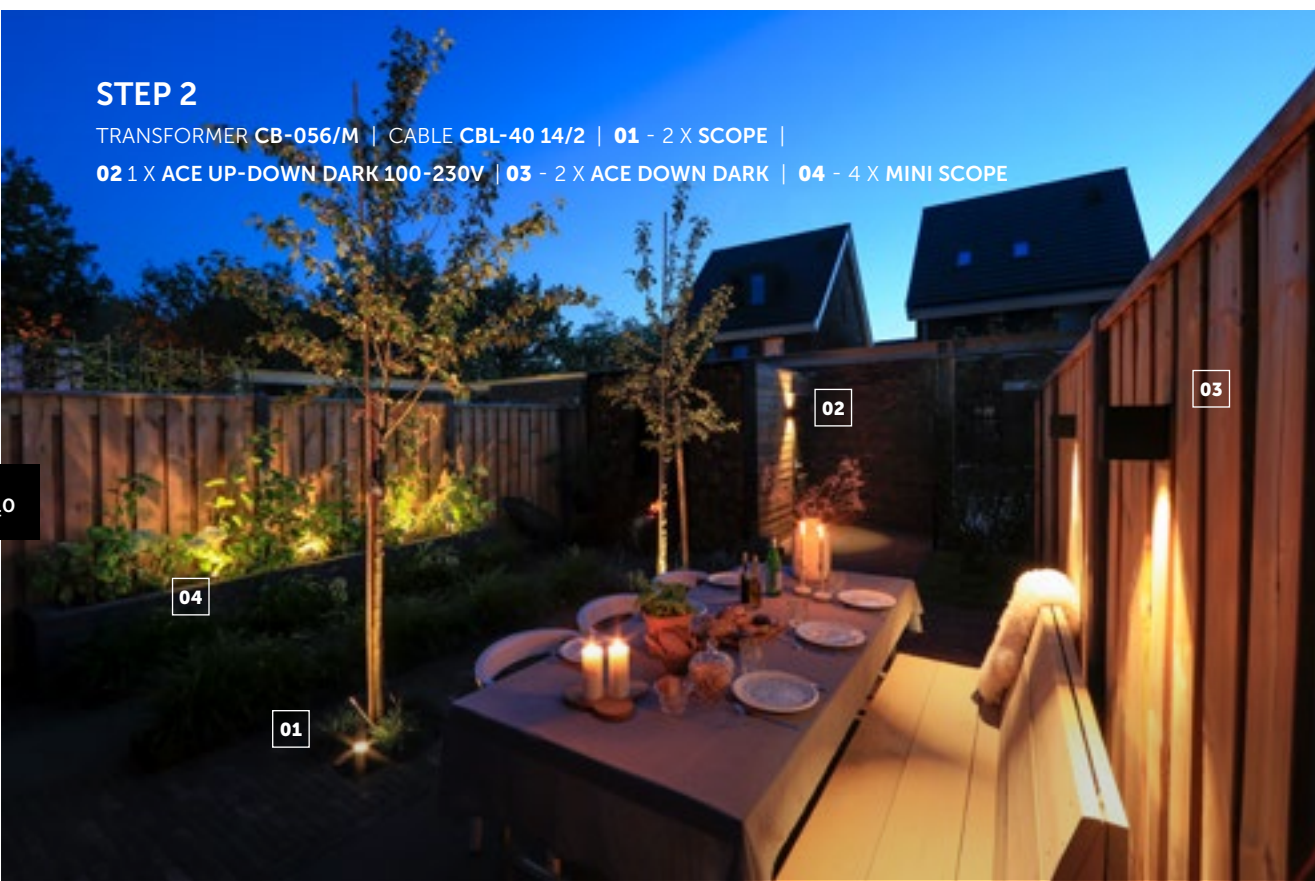 STEP 2
TRANSFORMER CB-056/M | CABLE CBL-40 14/2 | 01 - 2 X SCOPE |
02 1 X ACE UP-DOWN DARK 100-230V | 03 - 2 X ACE DOWN DARK | 04 - 4 X MINI SCOPE
03
02
04
01